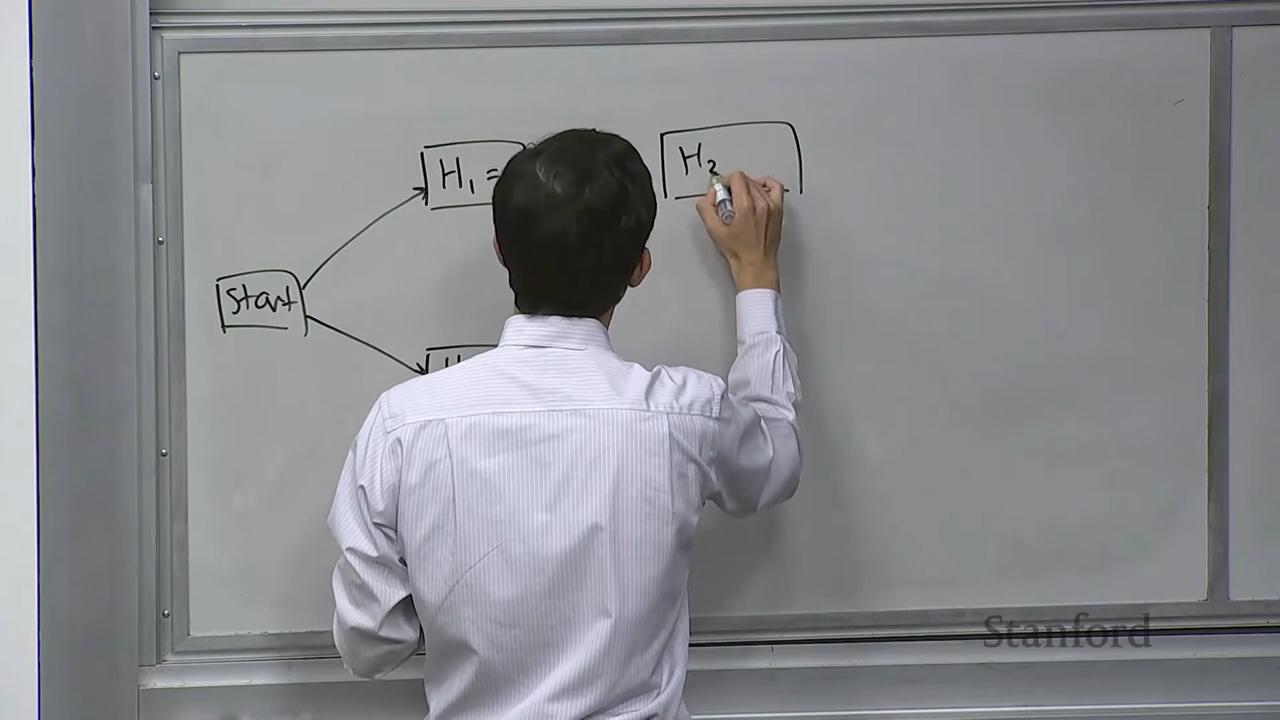 H₁ =
H₂
Start
Stanford